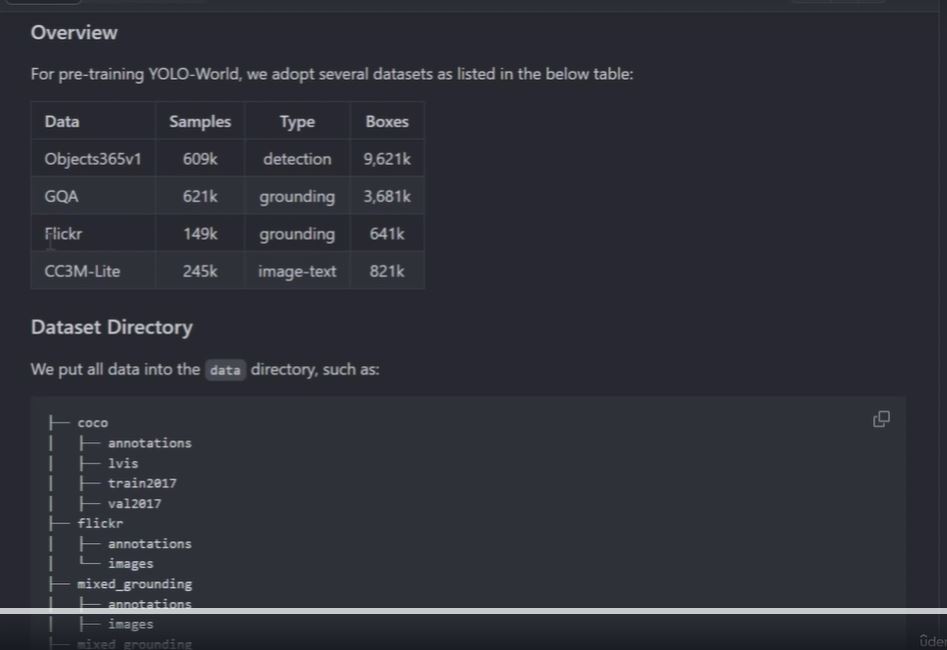 Overview
For pre-training YOLO-World, we adopt several datasets as listed in the below table:
Data Samples Type Boxes
Objects365v1 609k detection 9,621k
GQA 621k grounding 3,681k
Flickr 149k grounding 641k
CC3M-Lite 245k image-text 821k
Dataset Directory
We put all data into the data directory, such as:
├── coco
│   ├── annotations
│   ├── lvis
│   ├── train2017
│   ├── val2017
├── flickr
│   ├── annotations
│   └── images
├── mixed_grounding
│   ├── annotations
│   ├── images
├── mixed_grounding